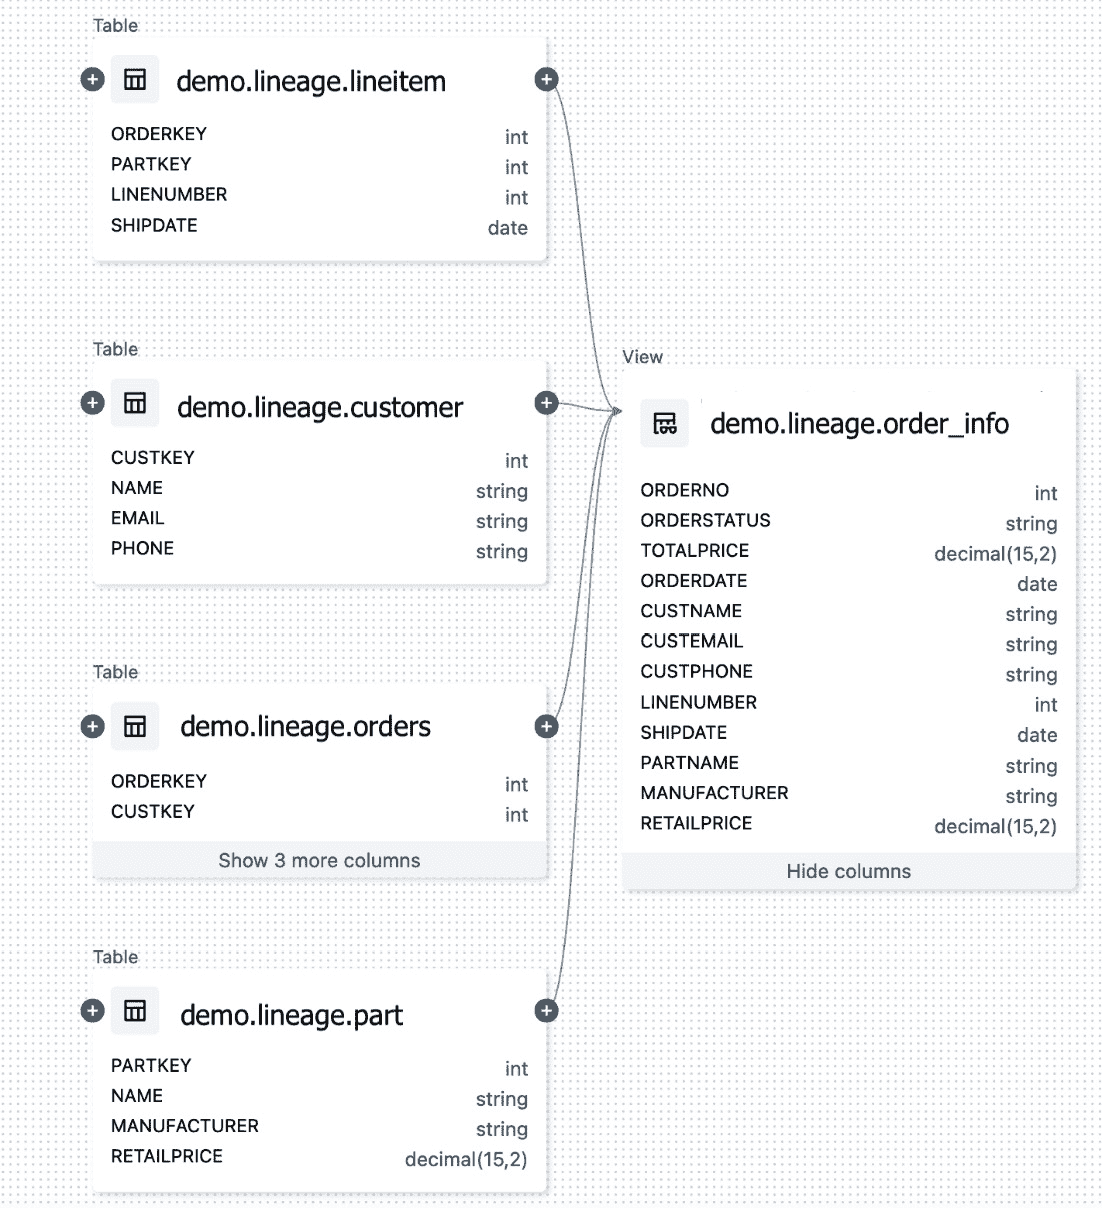 Table
demo.lineage.lineitem
ORDERKEY int
PARTKEY int
LINENUMBER int
SHIPDATE date
Table
demo.lineage.customer
CUSTKEY int
NAME string
EMAIL string
PHONE string
Table
demo.lineage.orders
ORDERKEY int
CUSTKEY int
Show 3 more columns
Table
demo.lineage.part
PARTKEY int
NAME string
MANUFACTURER string
RETAILPRICE decimal(15,2)
View
demo.lineage.order_info
ORDERNO int
ORDERSTATUS string
TOTALPRICE decimal(15,2)
ORDERDATE date
CUSTNAME string
CUSTEMAIL string
CUSTPHONE string
LINENUMBER int
SHIPDATE date
PARTNAME string
MANUFACTURER string
RETAILPRICE decimal(15,2)
Hide columns